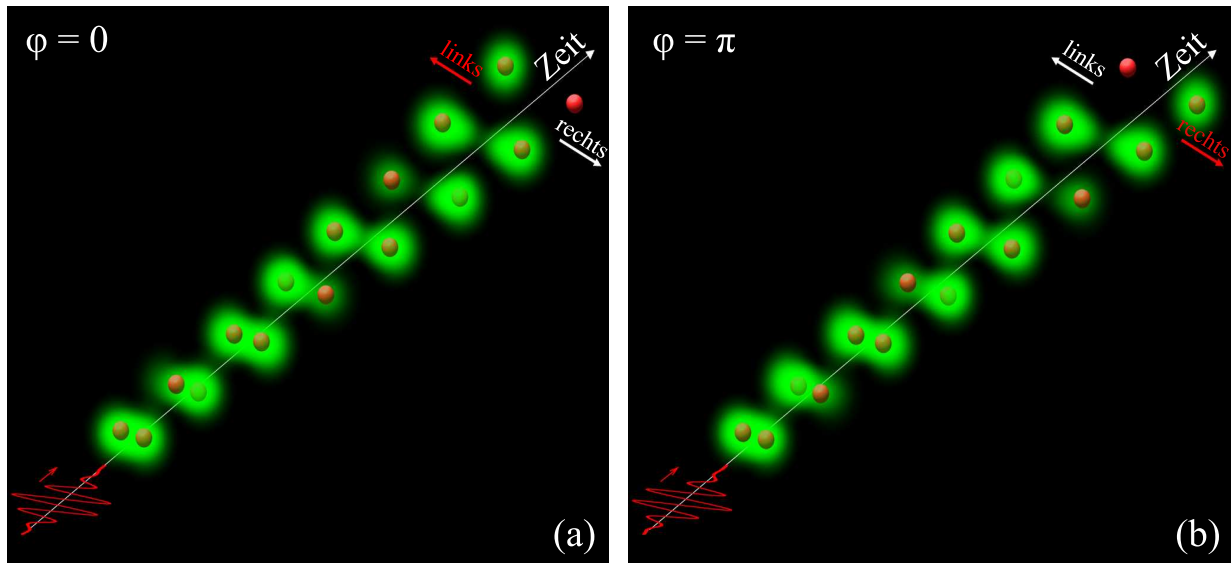 φ = 0
links
Zeit
rechts
(a)
φ = π
links
Zeit
rechts
(b)